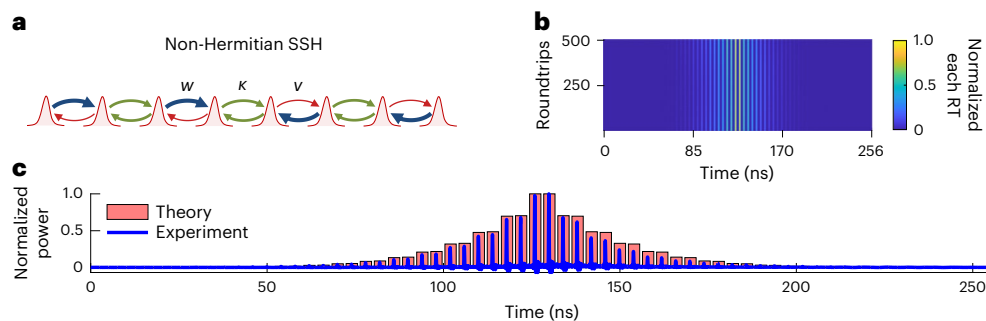 a
Non-Hermitian SSH
w κ v
b
Roundtrips
500
250
0 85 170 256
Time (ns)
1.0
0.5
0
Normalized
each RT
c
Normalized
power
1.0
0.5
0
Theory
Experiment
0 50 100 150 200 250
Time (ns)